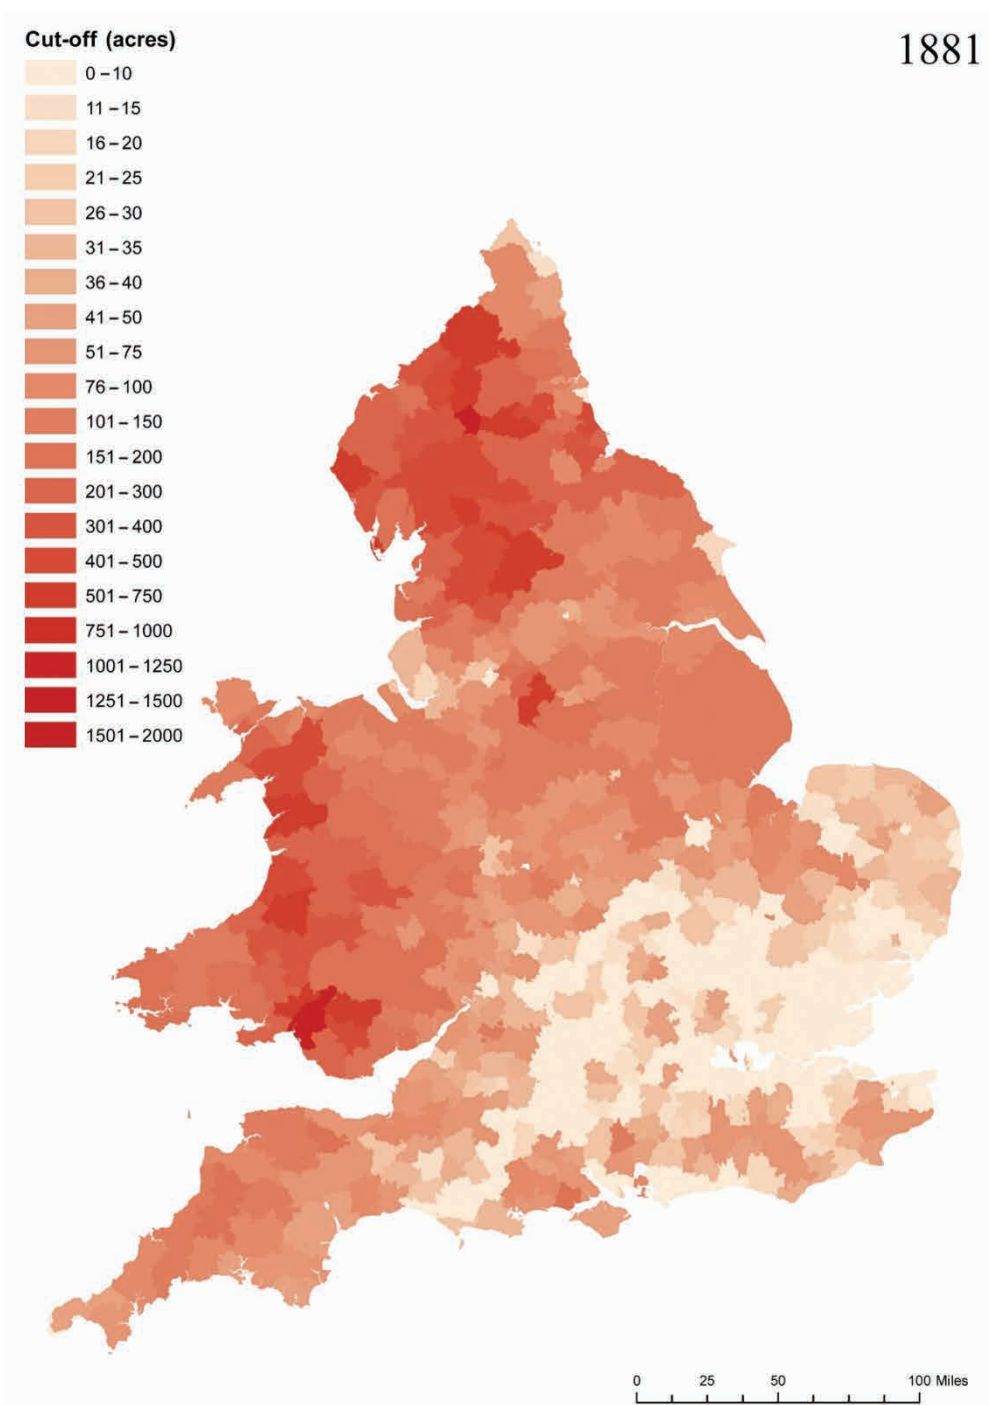 Cut-off (acres)
1881
0 – 10
11 – 15
16 – 20
21 – 25
26 – 30
31 – 35
36 – 40
41 – 50
51 – 75
76 – 100
101 – 150
151 – 200
201 – 300
301 – 400
401 – 500
501 – 750
751 – 1000
1001 – 1250
1251 – 1500
1501 – 2000
0 25 50 100 Miles